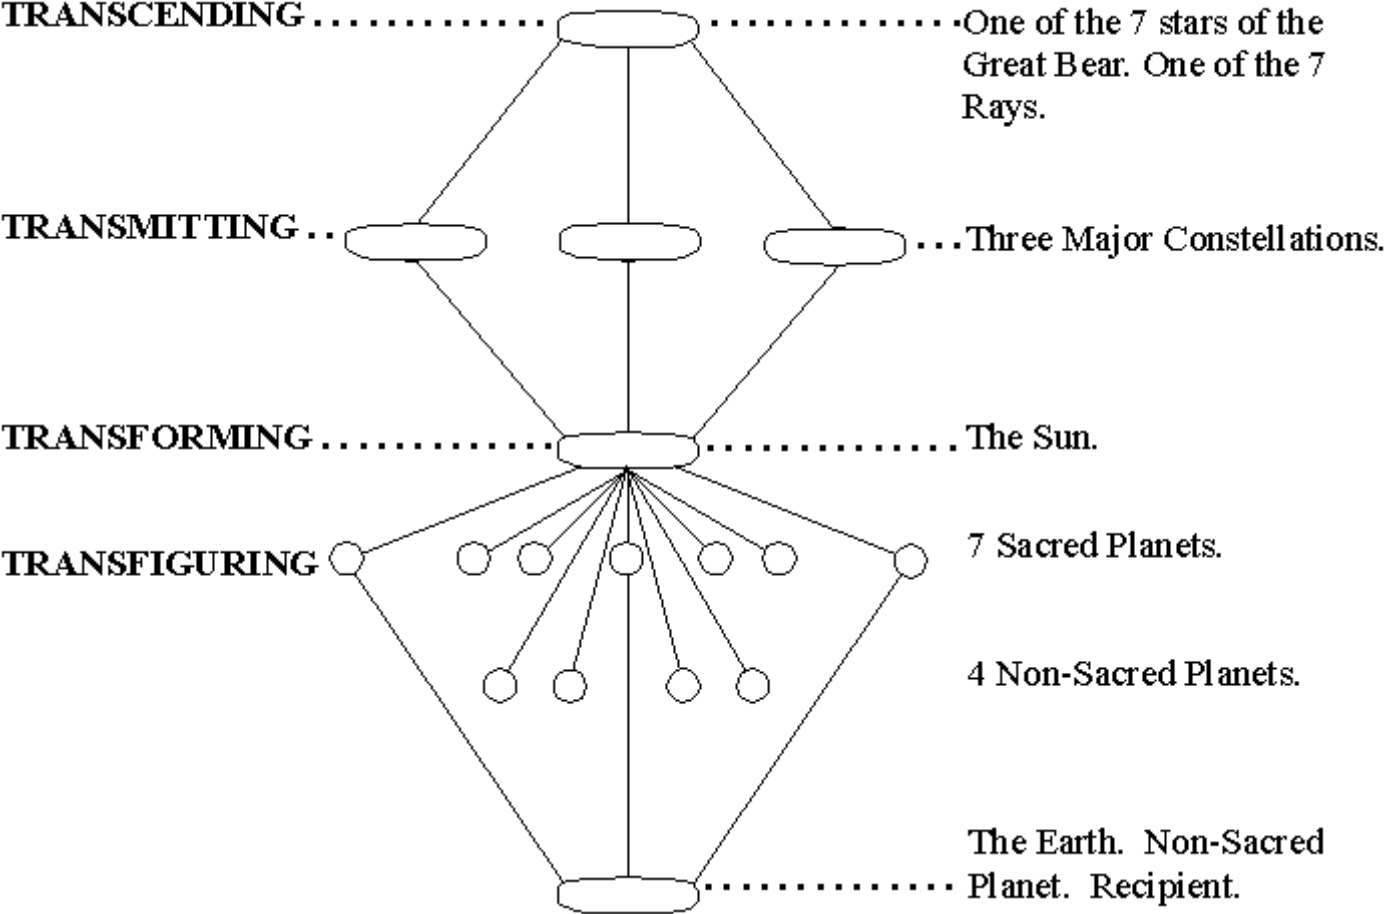 TRANSCENDING
One of the 7 stars of the
Great Bear. One of the 7
Rays.
TRANSMITTING
Three Major Constellations.
TRANSFORMING
The Sun.
TRANSFIGURING
7 Sacred Planets.
4 Non-Sacred Planets.
The Earth. Non-Sacred
Planet. Recipient.